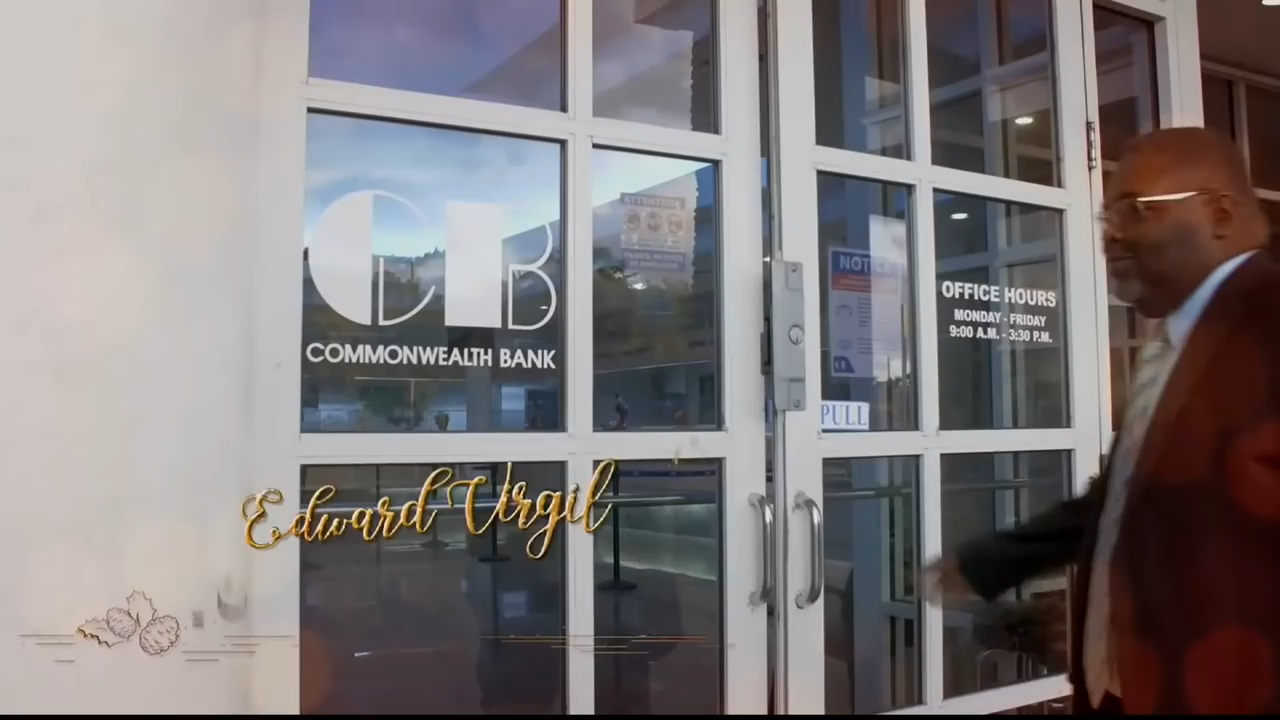 CB
COMMONWEALTH BANK
ATTENTION
NOTICE
PULL
OFFICE HOURS
MONDAY - FRIDAY
9:00 A.M. - 3:30 P.M.
Edward Virgil